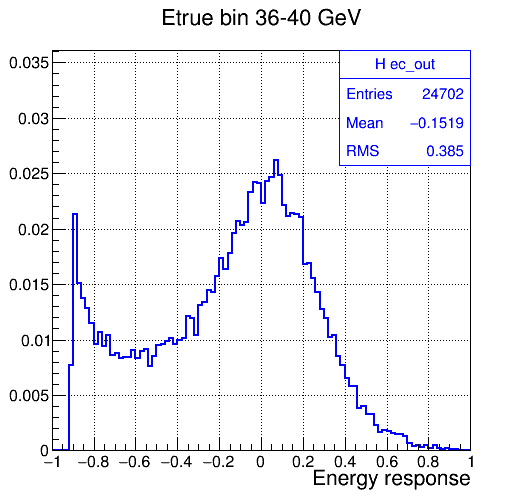 Etrue bin 36-40 GeV
H ec_out
Entries 24702
Mean −0.1519
RMS 0.385
0.035
0.03
0.025
0.02
0.015
0.01
0.005
0
−1 −0.8 −0.6 −0.4 −0.2 0 0.2 0.4 0.6 0.8 1
Energy response